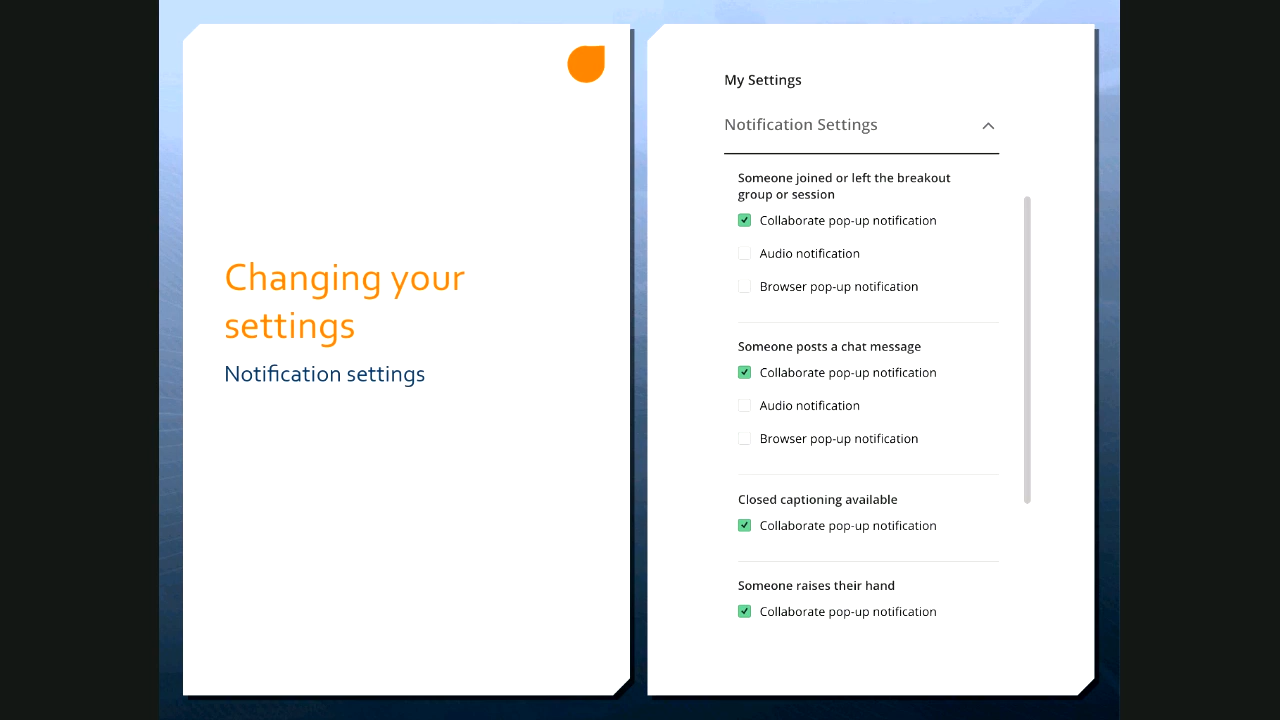 Changing your
settings
Notification settings
My Settings
Notification Settings
Someone joined or left the breakout
group or session
Collaborate pop-up notification
Audio notification
Browser pop-up notification
Someone posts a chat message
Collaborate pop-up notification
Audio notification
Browser pop-up notification
Closed captioning available
Collaborate pop-up notification
Someone raises their hand
Collaborate pop-up notification